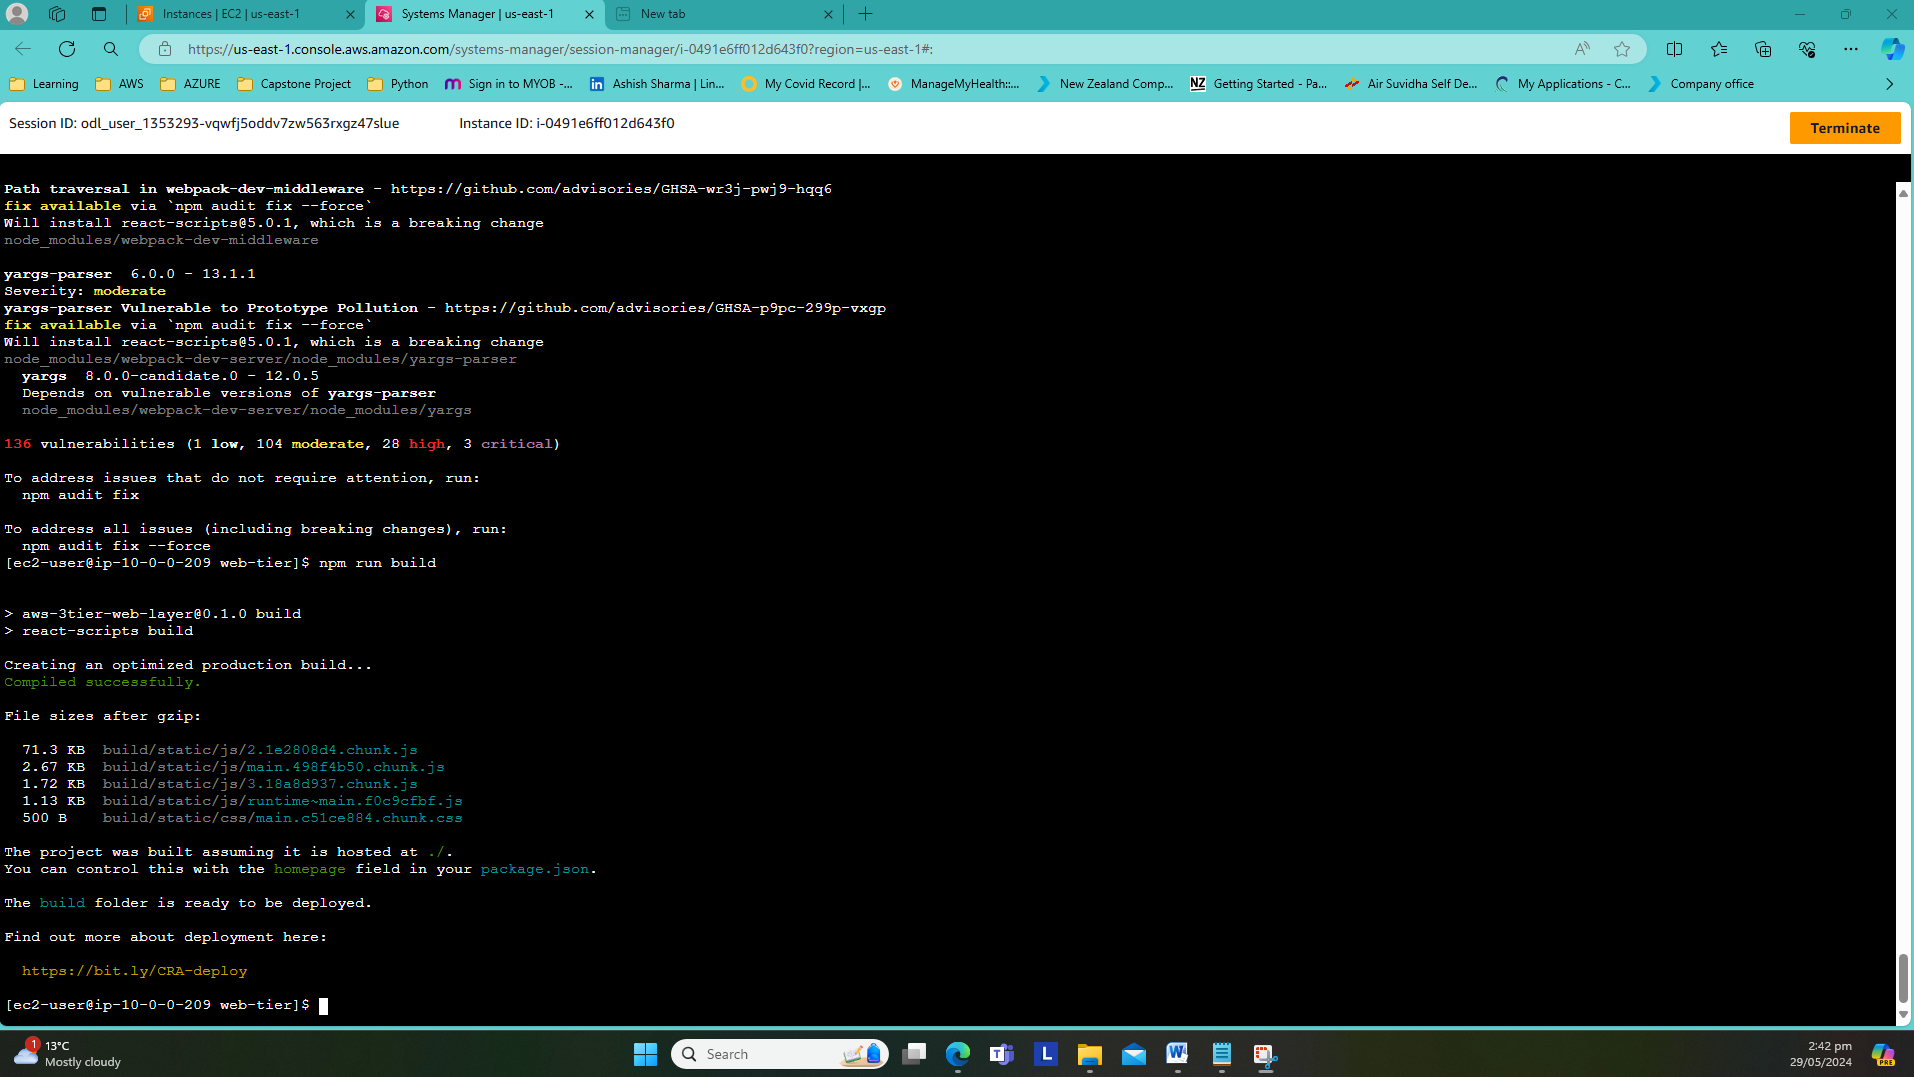 Instances | EC2 | us-east-1
Systems Manager | us-east-1
New tab
https://us-east-1.console.aws.amazon.com/systems-manager/session-manager/i-0491e6ff012d643f0?region=us-east-1#:
Learning
AWS
AZURE
Capstone Project
Python
Sign in to MYOB -...
Ashish Sharma | Lin...
My Covid Record |...
ManageMyHealth::...
New Zealand Comp...
Getting Started - Pa...
Air Suvidha Self De...
My Applications - C...
Company office
Session ID: odl_user_1353293-vqwfj5oddv7zw563rxgz47slue
Instance ID: i-0491e6ff012d643f0
Terminate
Path traversal in webpack-dev-middleware - https://github.com/advisories/GHSA-wr3j-pwj9-hqq6
fix available via `npm audit fix --force`
Will install react-scripts@5.0.1, which is a breaking change
node_modules/webpack-dev-middleware
yargs-parser  6.0.0 - 13.1.1
Severity: moderate
yargs-parser Vulnerable to Prototype Pollution - https://github.com/advisories/GHSA-p9pc-299p-vxgp
fix available via `npm audit fix --force`
Will install react-scripts@5.0.1, which is a breaking change
node_modules/webpack-dev-server/node_modules/yargs-parser
  yargs  8.0.0-candidate.0 - 12.0.5
  Depends on vulnerable versions of yargs-parser
  node_modules/webpack-dev-server/node_modules/yargs
136 vulnerabilities (1 low, 104 moderate, 28 high, 3 critical)
To address issues that do not require attention, run:
  npm audit fix
To address all issues (including breaking changes), run:
  npm audit fix --force
[ec2-user@ip-10-0-0-209 web-tier]$ npm run build
> aws-3tier-web-layer@0.1.0 build
> react-scripts build
Creating an optimized production build...
Compiled successfully.
File sizes after gzip:
  71.3 KB  build/static/js/2.1e2808d4.chunk.js
  2.67 KB  build/static/js/main.498f4b50.chunk.js
  1.72 KB  build/static/js/3.18a8d937.chunk.js
  1.13 KB  build/static/js/runtime~main.f0c9cfbf.js
  500 B    build/static/css/main.c51ce884.chunk.css
The project was built assuming it is hosted at ./.
You can control this with the homepage field in your package.json.
The build folder is ready to be deployed.
Find out more about deployment here:
  https://bit.ly/CRA-deploy
[ec2-user@ip-10-0-0-209 web-tier]$
1
13°C
Mostly cloudy
Search
2:42 pm
29/05/2024